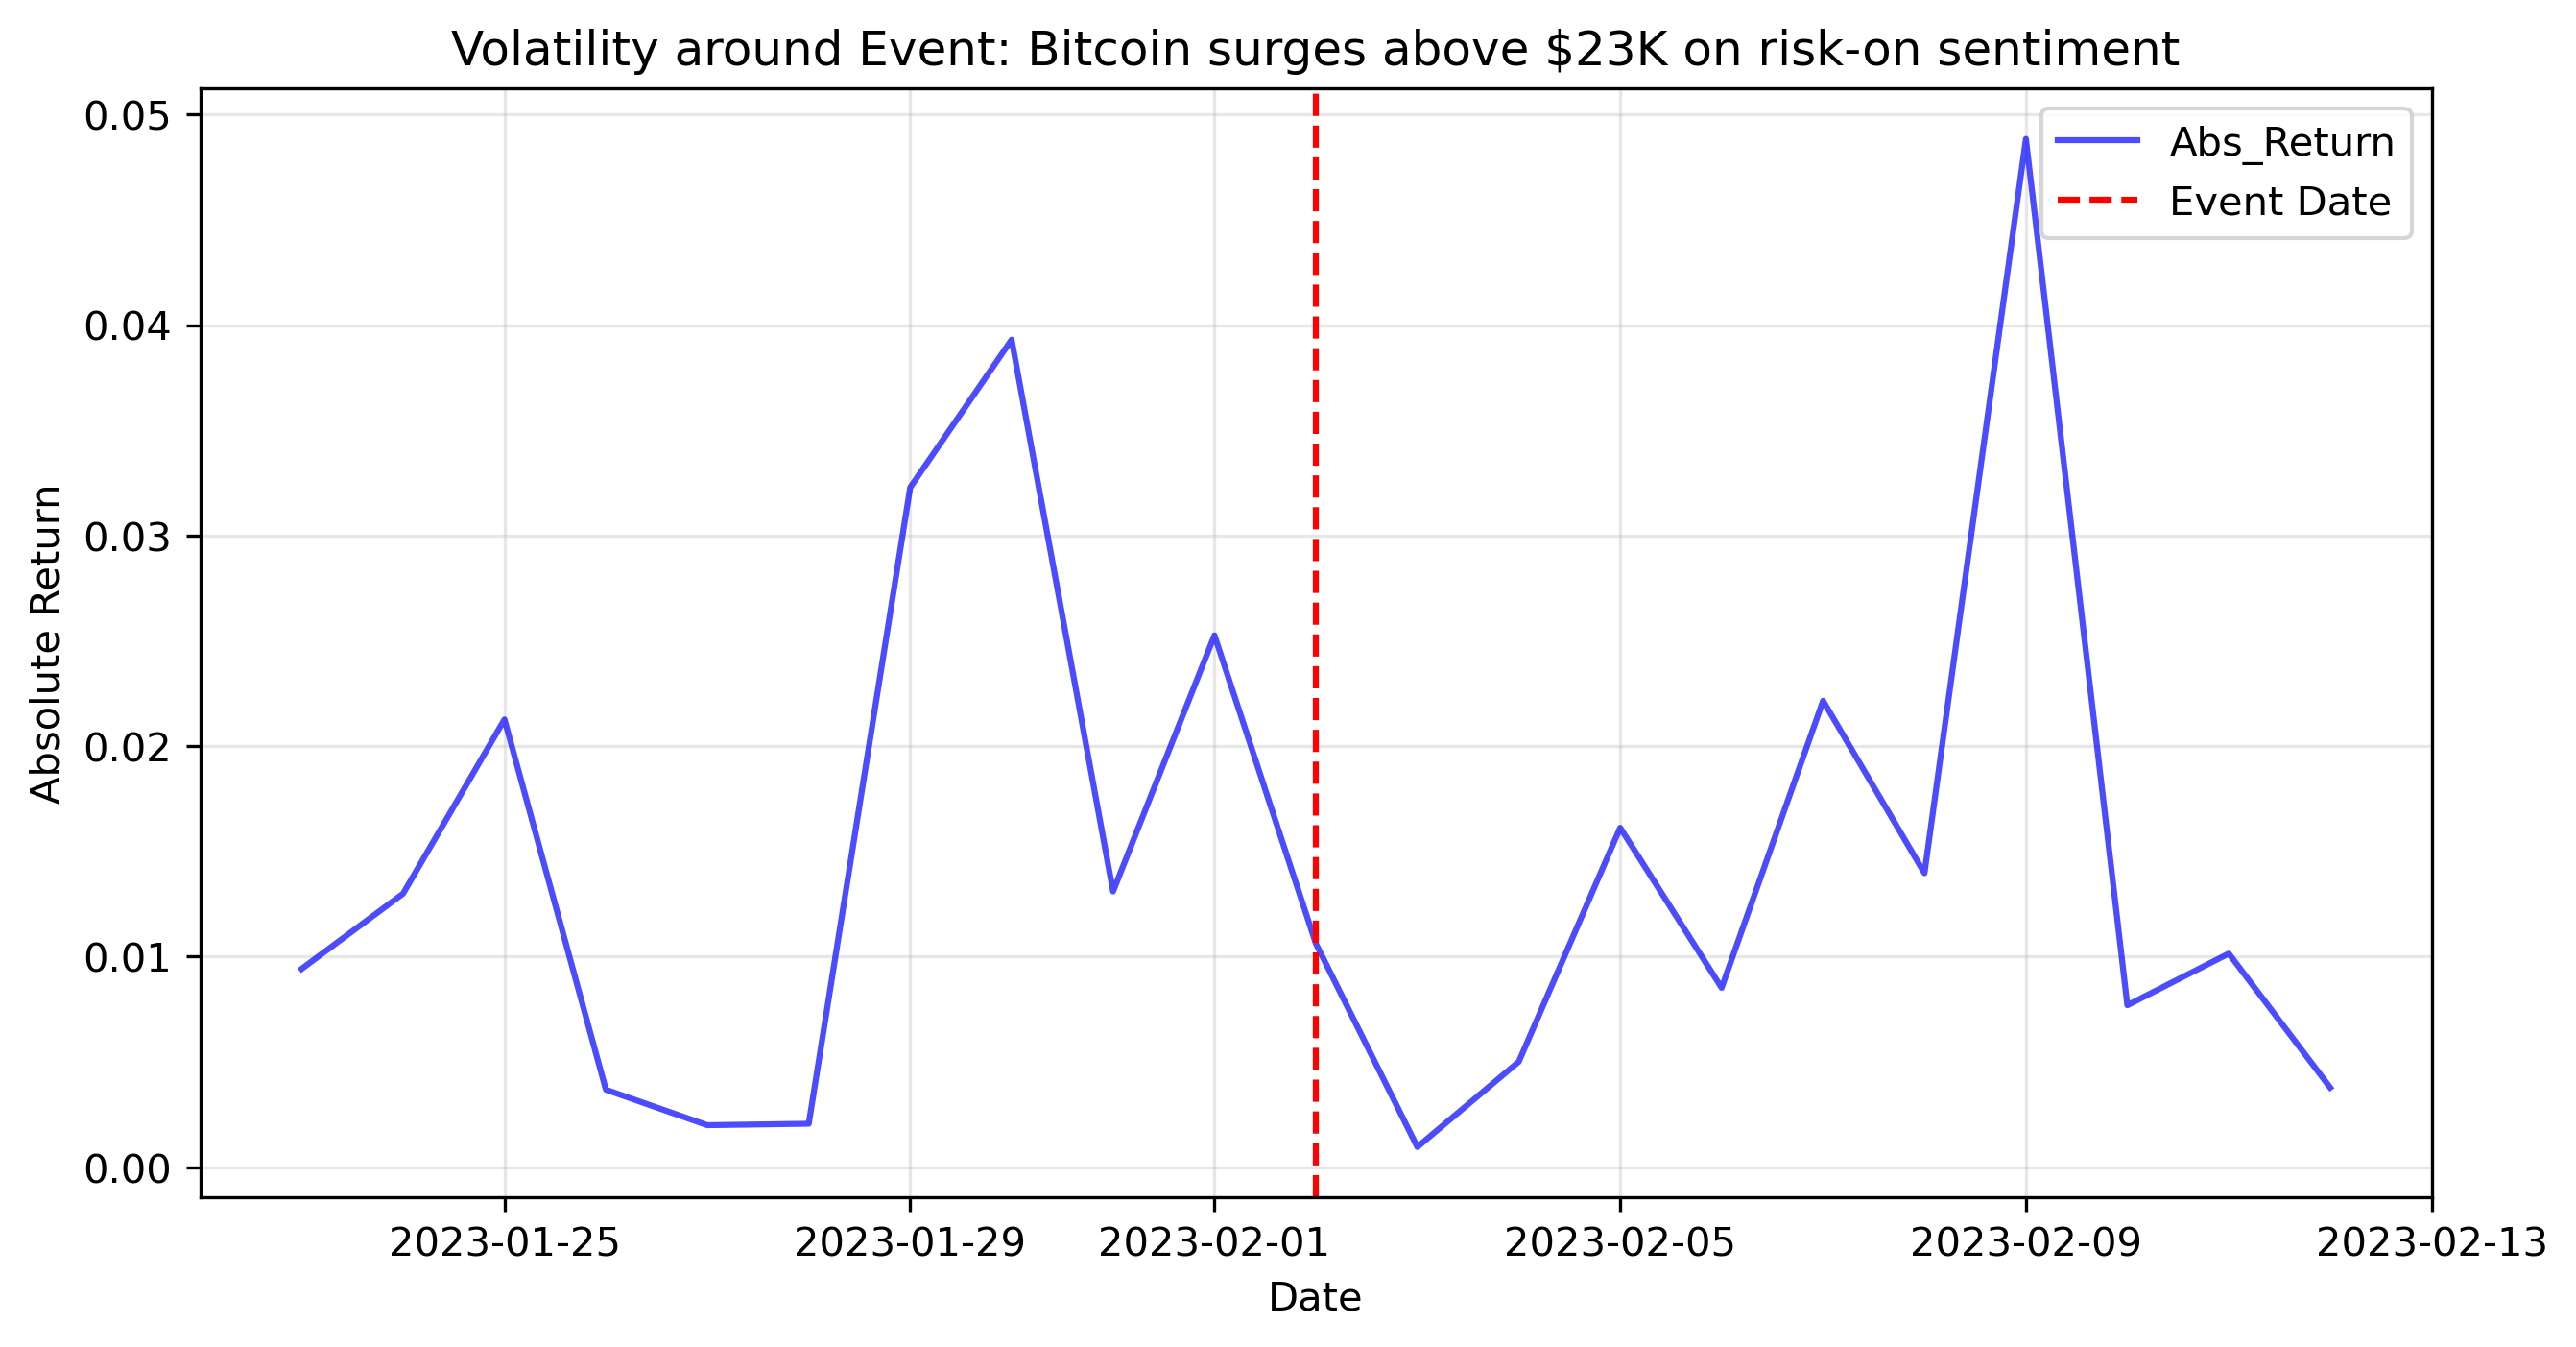 Volatility around Event: Bitcoin surges above $23K on risk-on sentiment
0.05
0.04
0.03
0.02
0.01
0.00
Absolute Return
Abs_Return
Event Date
2023-01-25
2023-01-29
2023-02-01
2023-02-05
2023-02-09
2023-02-13
Date